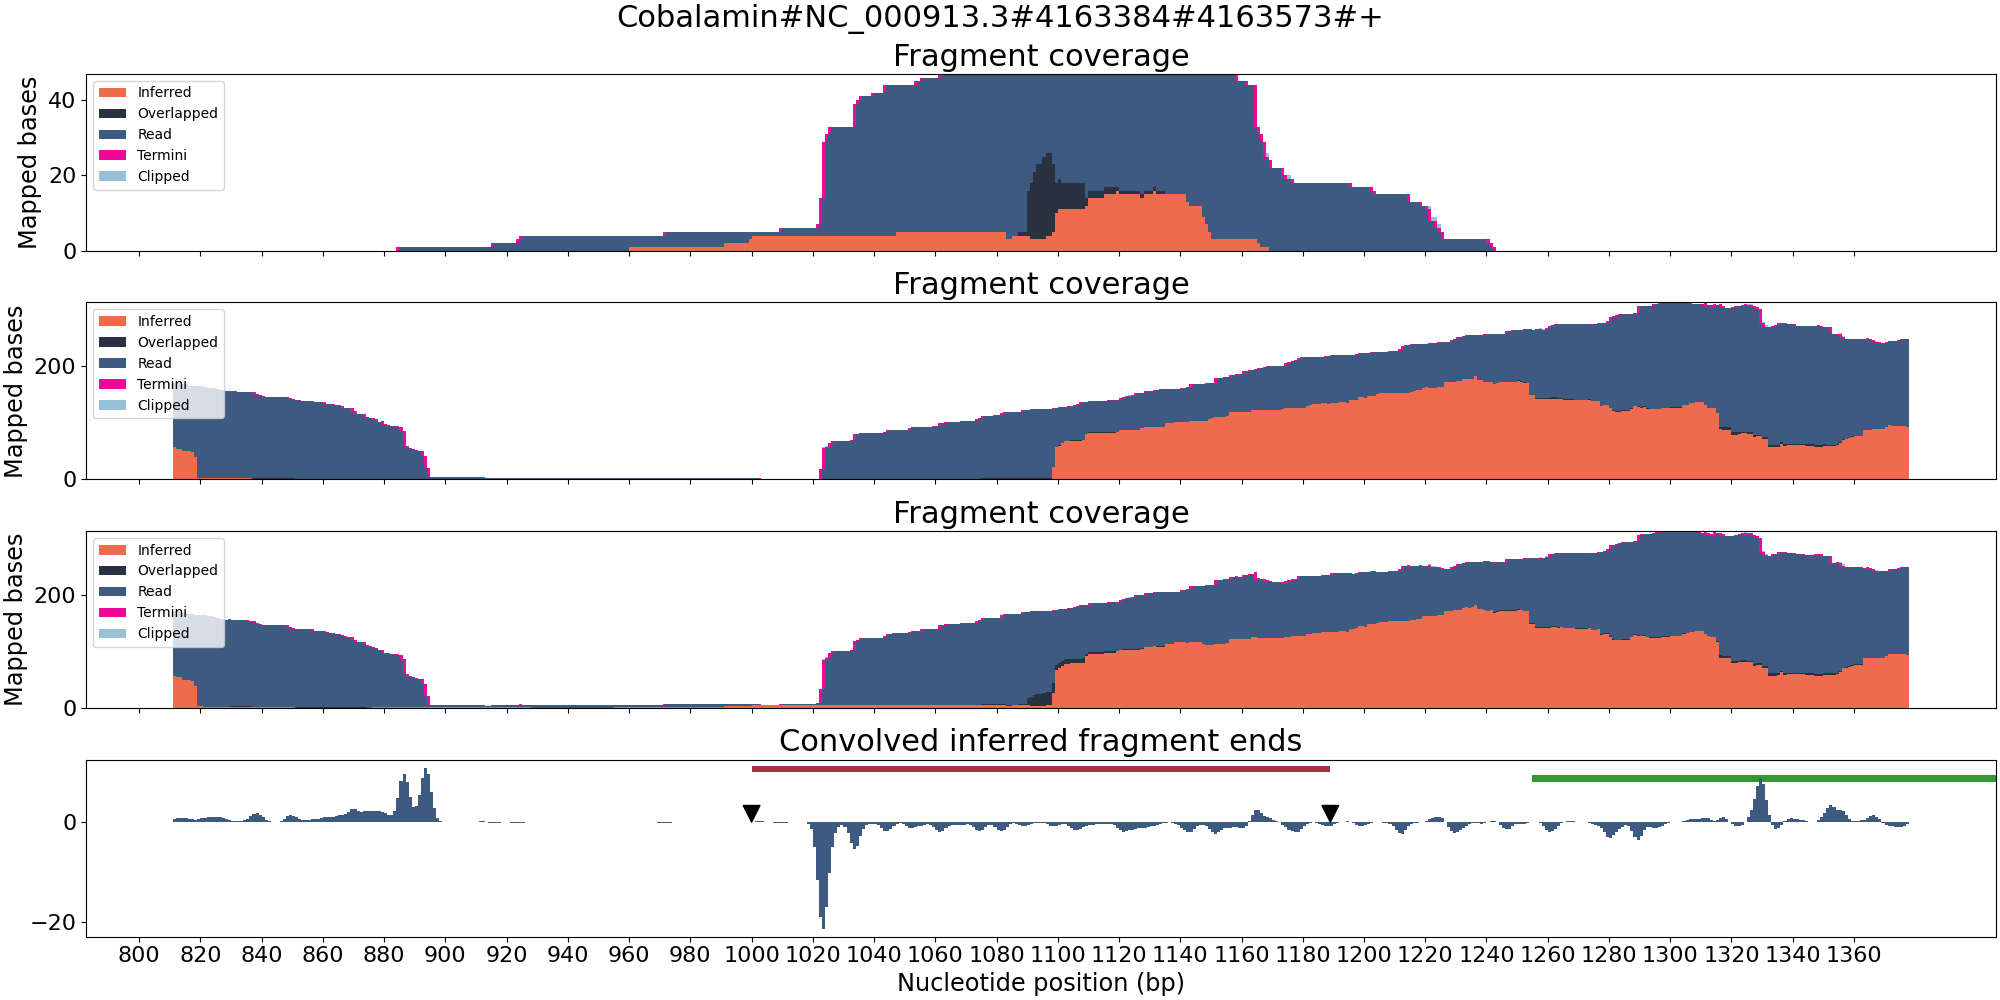 Cobalamin#NC_000913.3#4163384#4163573#+
Fragment coverage
Mapped bases
40
20
0
Inferred
Overlapped
Read
Termini
Clipped
Fragment coverage
Mapped bases
200
0
Inferred
Overlapped
Read
Termini
Clipped
Fragment coverage
Mapped bases
200
0
Inferred
Overlapped
Read
Termini
Clipped
Convolved inferred fragment ends
0
−20
800 820 840 860 880 900 920 940 960 980 1000 1020 1040 1060 1080 1100 1120 1140 1160 1180 1200 1220 1240 1260 1280 1300 1320 1340 1360
Nucleotide position (bp)